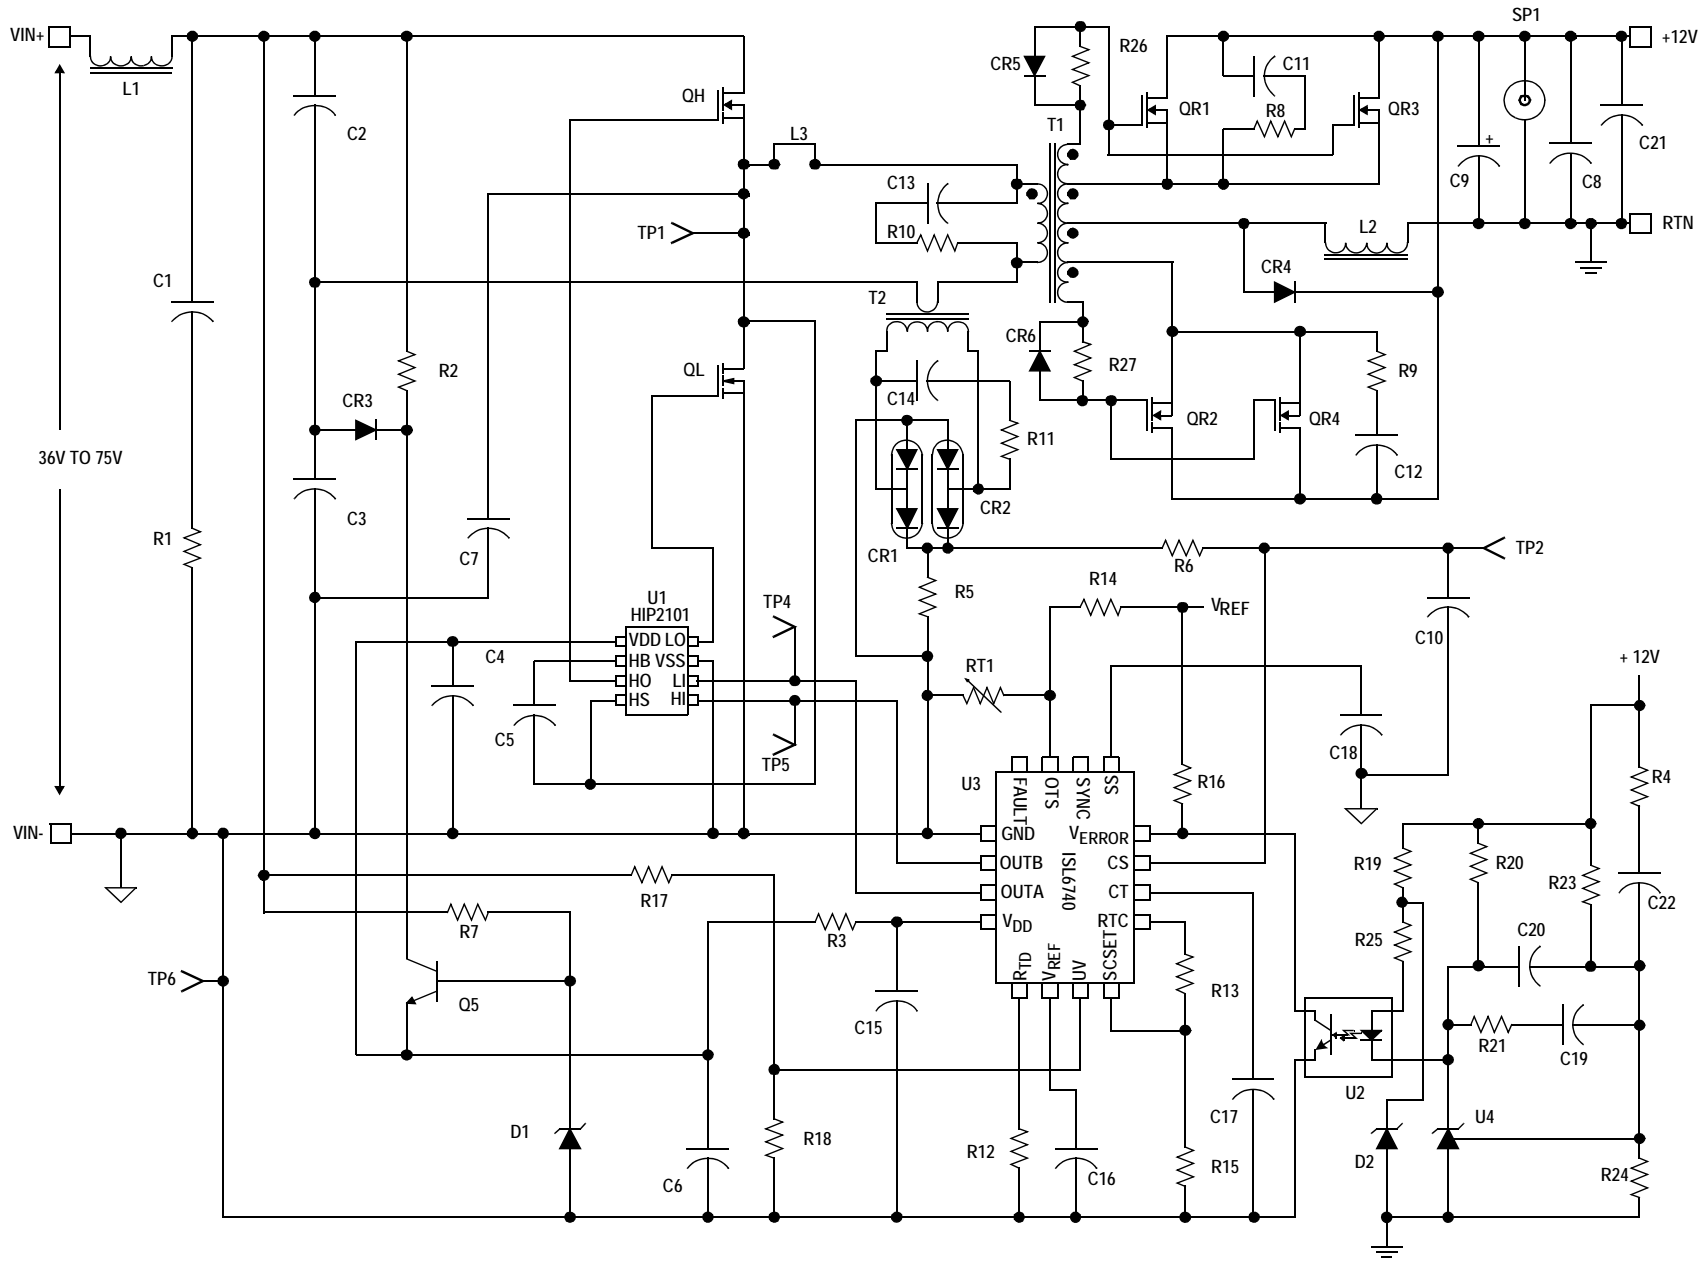 SP1
VIN+
+12V
L1
R26
CR5
C11
QH
QR1
R8
QR3
C2
T1
L3
C21
C9
C8
C13
R10
TP1
L2
RTN
C1
CR4
T2
CR6
R2
QL
R27
R9
CR3
C14
QR2
QR4
R11
36V TO 75V
C12
C3
CR2
R1
C7
CR1
R6
TP2
R14
R5
U1
HIP2101
TP4
VREF
C10
VDD LO
C4
HB VSS
+ 12V
RT1
HO LI
HS HI
C5
C18
TP5
U3
FAULT
OTS
SYNC
SS
R16
R4
VIN-
GND
VERROR
OUTB
CS
R19
R20
R23
OUTA
ISL6740
CT
R17
C22
VDD
RTC
R7
R3
C20
R25
RTD
VREF
UV
SCSET
TP6
R13
Q5
C15
R21
C19
U2
C17
U4
D1
R18
R12
R15
D2
C6
C16
R24